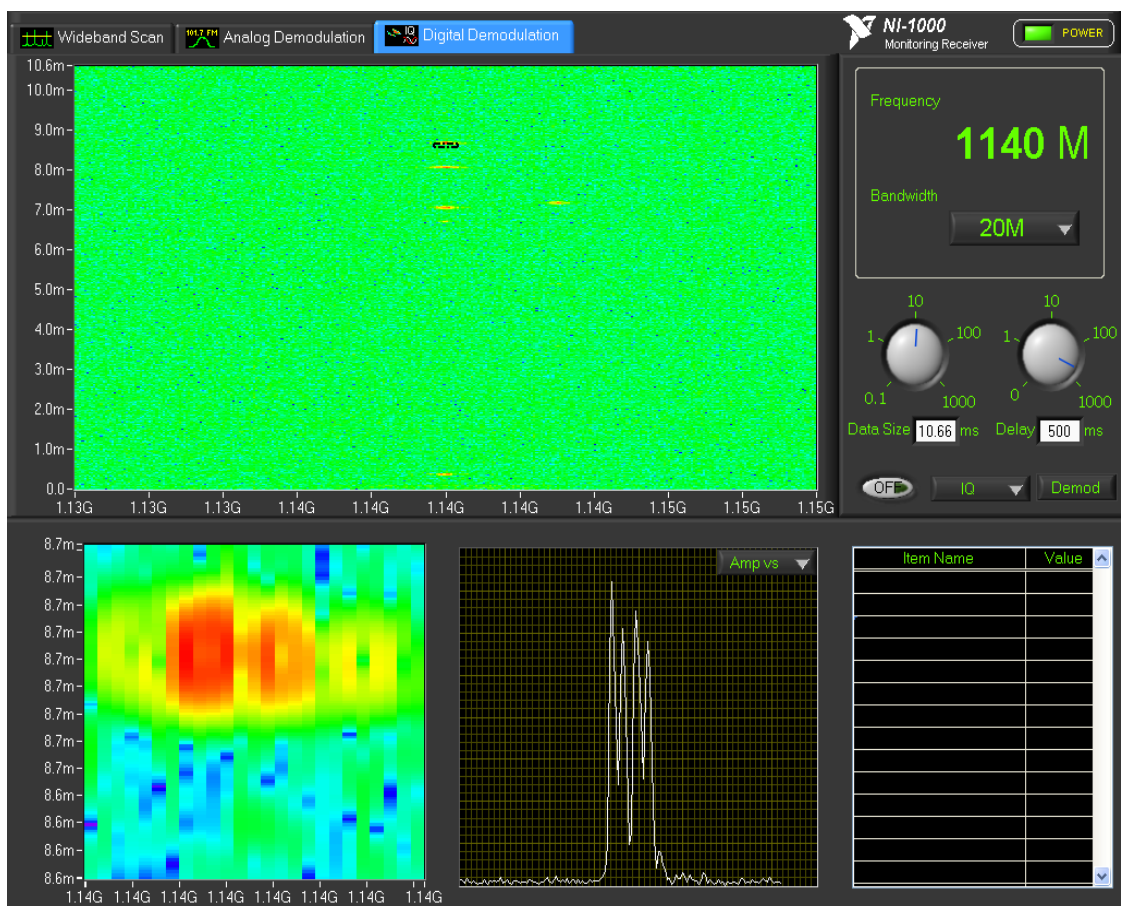 Wideband Scan
101.7 FM
Analog Demodulation
IQ
Digital Demodulation
NI-1000
Monitoring Receiver
POWER
10.6m
10.0m
9.0m
8.0m
7.0m
6.0m
5.0m
4.0m
3.0m
2.0m
1.0m
0.0
1.13G 1.13G 1.13G 1.14G 1.14G 1.14G 1.14G 1.14G 1.15G 1.15G 1.15G
Frequency
1140 M
Bandwidth
20M
10
1 100
0.1 1000
Data Size 10.66 ms
10
1 100
0 1000
Delay 500 ms
OFF
IQ
Demod
8.7m
8.7m
8.7m
8.7m
8.7m
8.7m
8.7m
8.7m
8.7m
8.6m
8.6m
8.6m
8.6m
1.14G 1.14G 1.14G 1.14G 1.14G 1.14G 1.14G 1.14G
Amp vs
Item Name Value